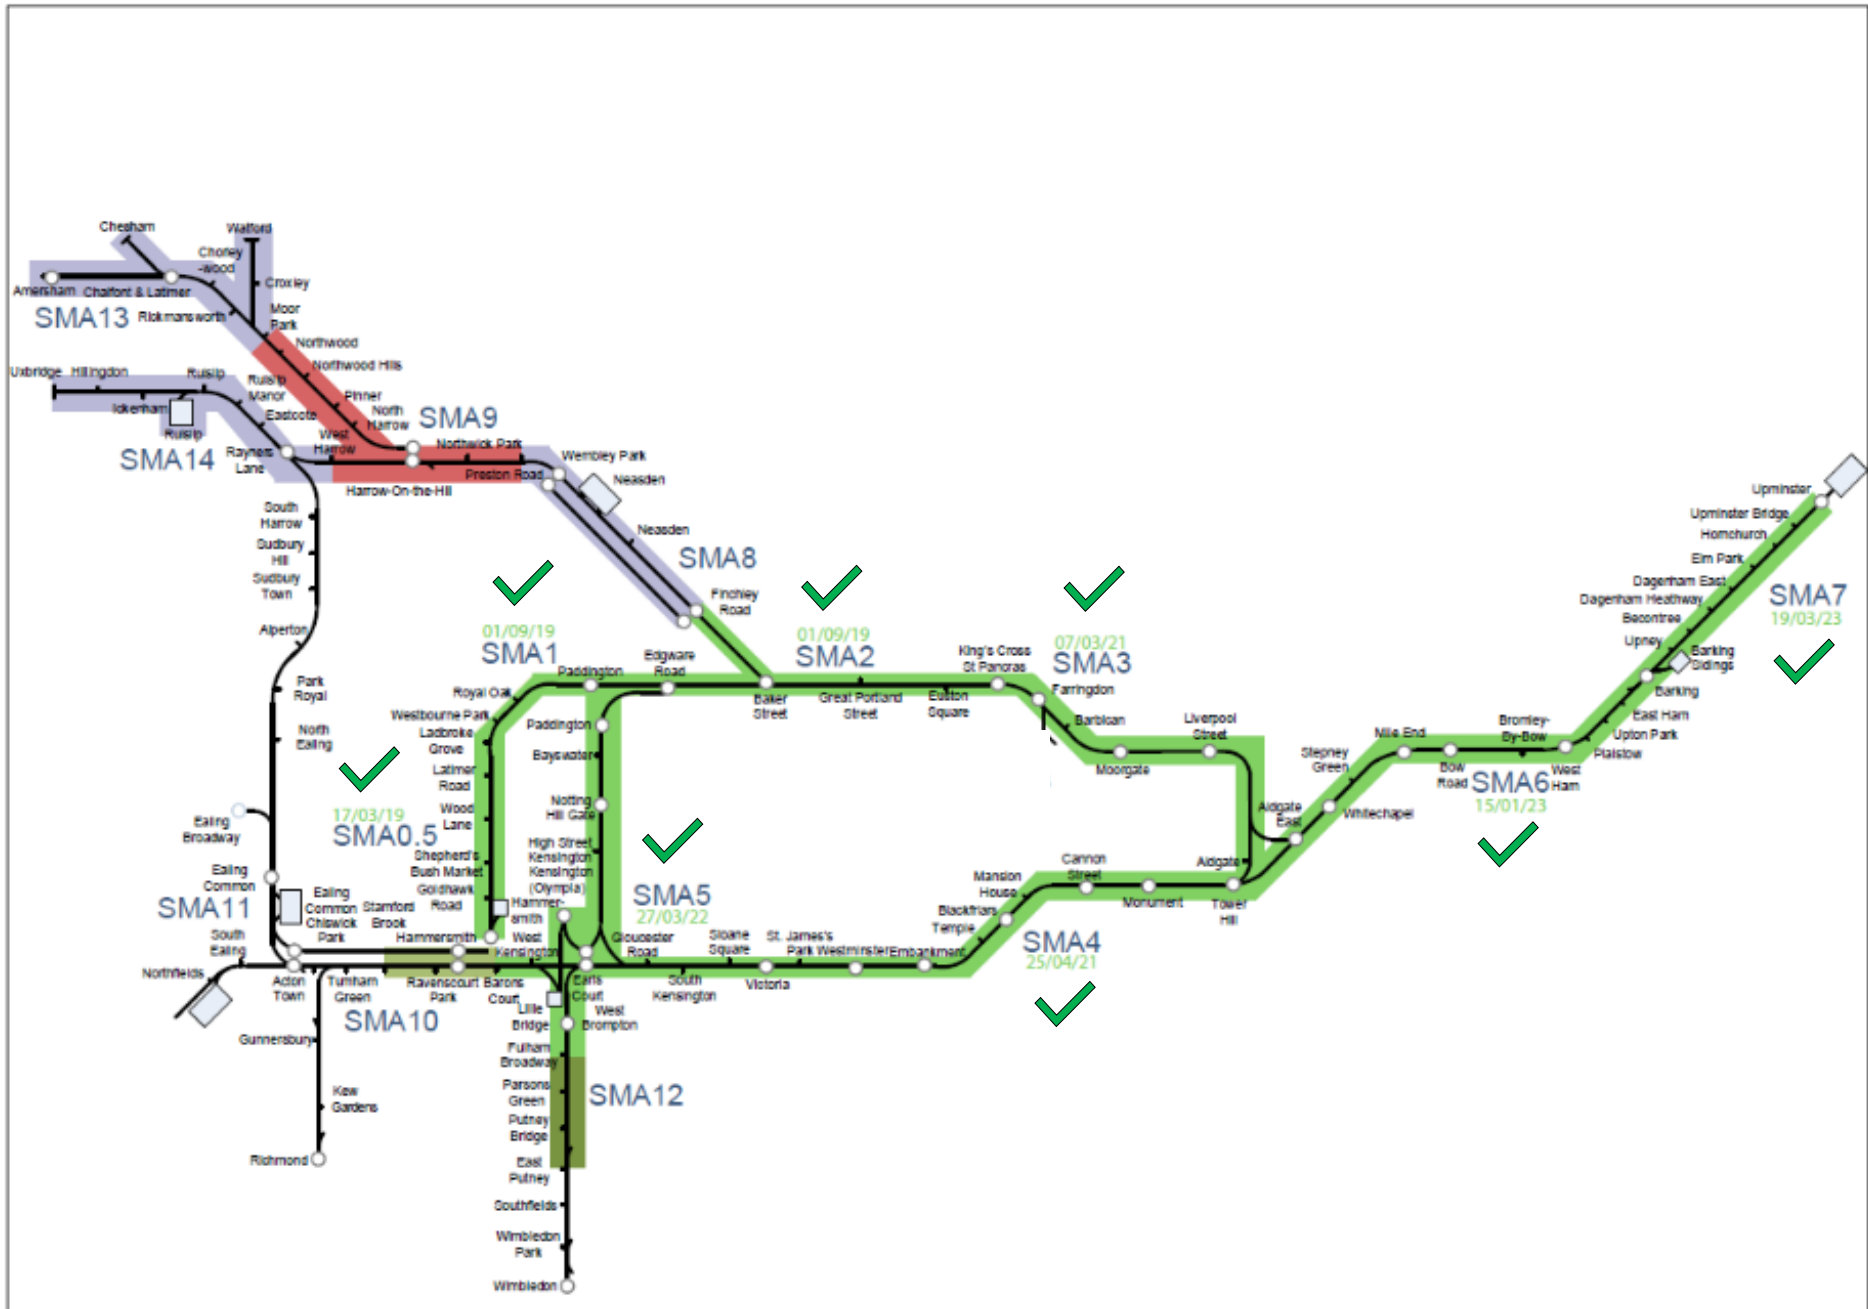 Chesham
Watford
Chorley
-wood
Croxley
Amersham
Chalfont & Latimer
SMA13
Rickmansworth
Moor
Park
Northwood
Northwood Hills
Uxbridge
Hillingdon
Ruislip
Ruislip
Manor
Pinner
Ickenham
Eastcote
North
Harrow
SMA9
Ruislip
West
Harrow
Northwick Park
SMA14
Rayners
Lane
Preston Road
Wembley Park
Neasden
Harrow-On-the-Hill
Neasden
SMA8
South
Harrow
Sudbury
Hill
Sudbury
Town
Alperton
Park
Royal
North
Ealing
Ealing
Broadway
Ealing
Common
SMA11
Ealing
Common
Chiswick
Park
Stamford
Brook
South
Ealing
Northfields
Acton
Town
Turnham
Green
SMA10
Ravenscourt
Park
Barons
Court
Hammersmith
Gunnersbury
Kew
Gardens
Richmond
Finchley
Road
01/09/19
SMA1
01/09/19
SMA2
07/03/21
SMA3
Paddington
Edgware
Road
Royal Oak
Westbourne Park
Ladbroke
Grove
Latimer
Road
17/03/19
SMA0.5
Wood
Lane
Shepherd's
Bush Market
Goldhawk
Road
Hammer-
smith
Paddington
Bayswater
Notting
Hill Gate
High Street
Kensington
Kensington
(Olympia)
Baker
Street
Great Portland
Street
Euston
Square
King's Cross
St Pancras
Farringdon
Barbican
Moorgate
Liverpool
Street
SMA5
27/03/22
West
Kensington
Gloucester
Road
Earls
Court
Sloane
Square
South
Kensington
Victoria
St. James's
Park
Westminster
Embankment
Temple
Blackfriars
Mansion
House
Cannon
Street
Monument
Tower
Hill
Aldgate
Aldgate
East
SMA4
25/04/21
Lillie
Bridge
West
Brompton
Fulham
Broadway
Parsons
Green
SMA12
Putney
Bridge
East
Putney
Southfields
Wimbledon
Park
Wimbledon
Whitechapel
Stepney
Green
Mile End
Bow
Road
Bromley-
By-Bow
West
Ham
SMA6
15/01/23
Plaistow
Upton Park
East Ham
Barking
Barking
Sidings
Upney
Becontree
Dagenham Heathway
Dagenham East
Elm Park
Hornchurch
Upminster Bridge
Upminster
SMA7
19/03/23